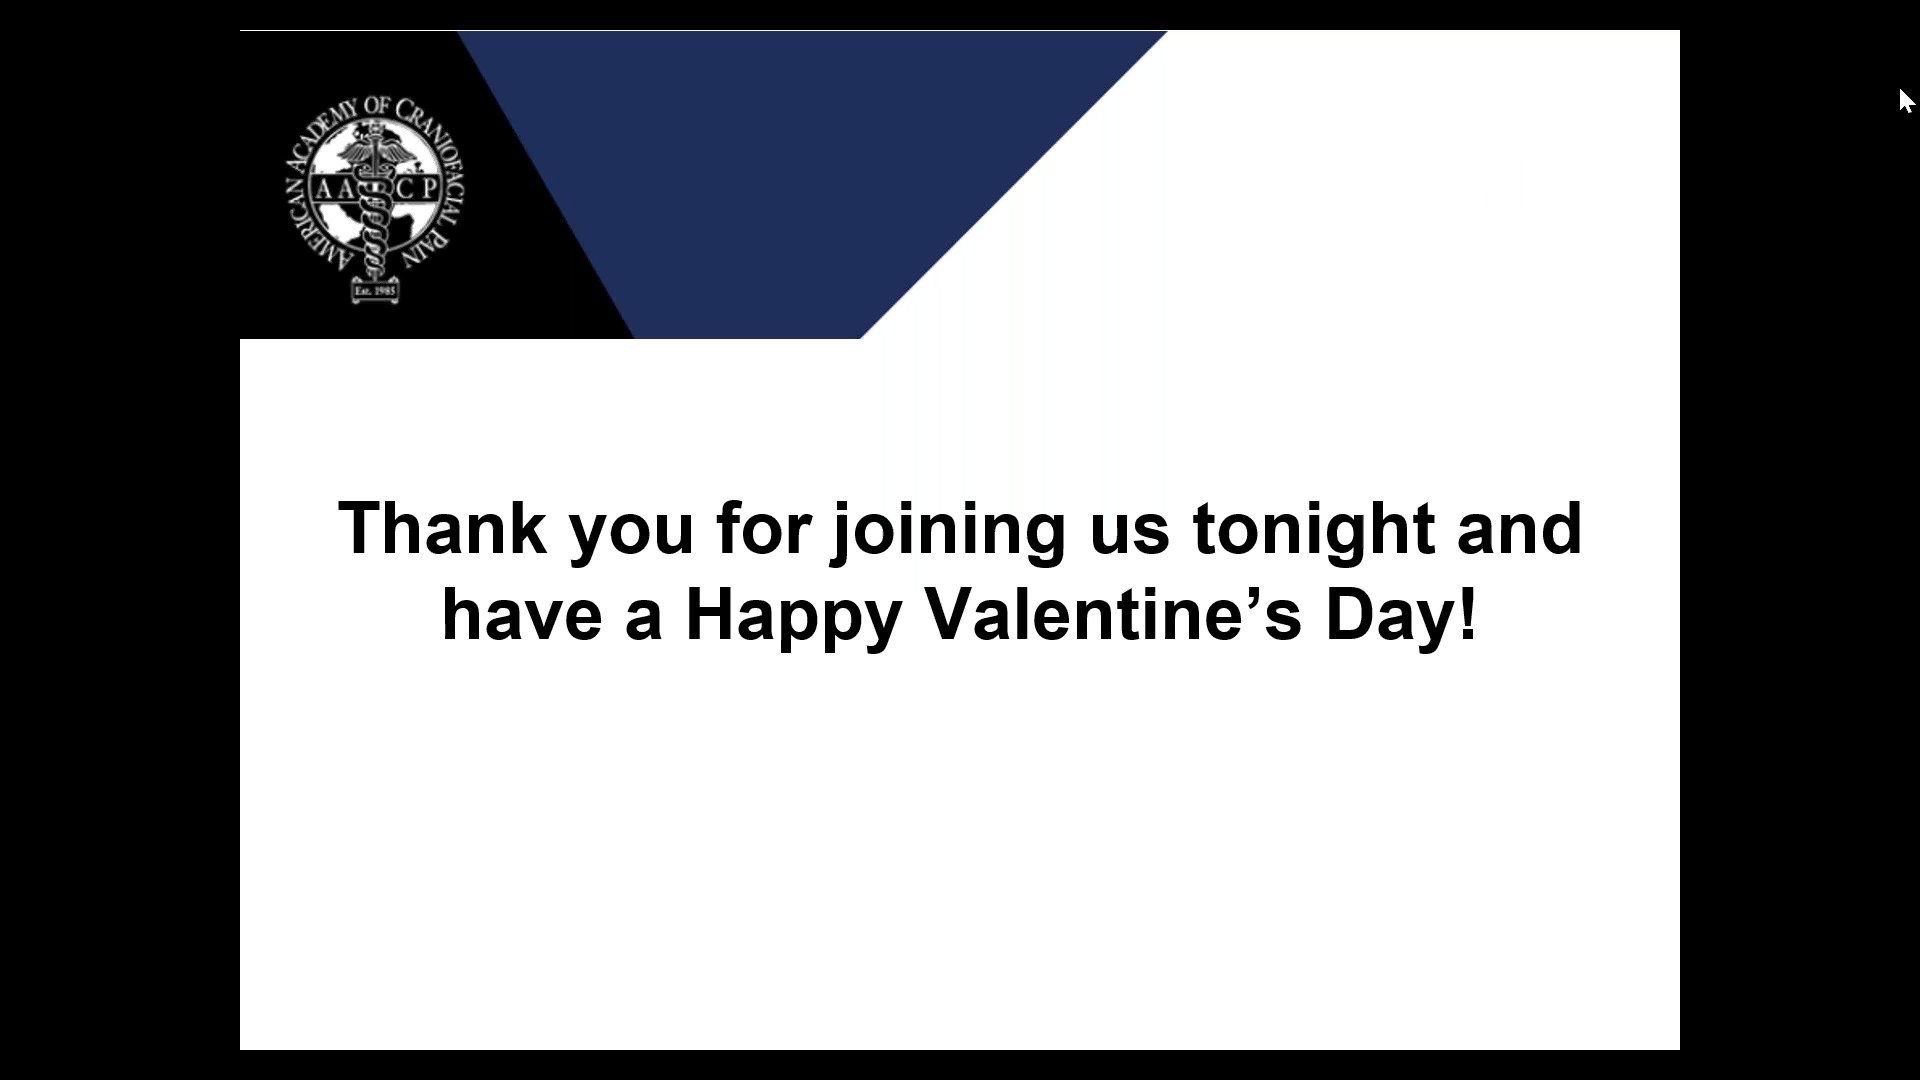 AMERICAN ACADEMY OF CRANIOFACIAL PAIN
AACP
Est. 1985
Thank you for joining us tonight and
have a Happy Valentine’s Day!